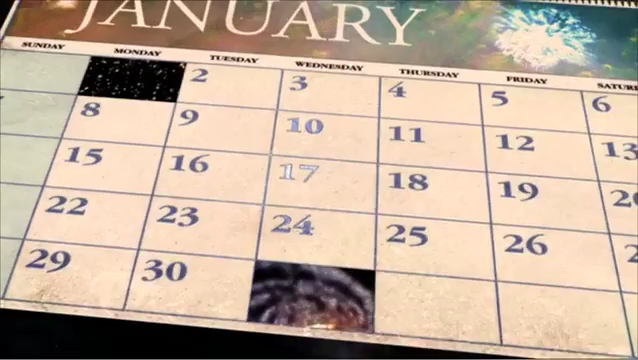 JANUARY
SUNDAY MONDAY TUESDAY WEDNESDAY THURSDAY FRIDAY
2 3 4 5 6
8 9 10 11 12 13
15 16 17 18 19
22 23 24 25 26
29 30